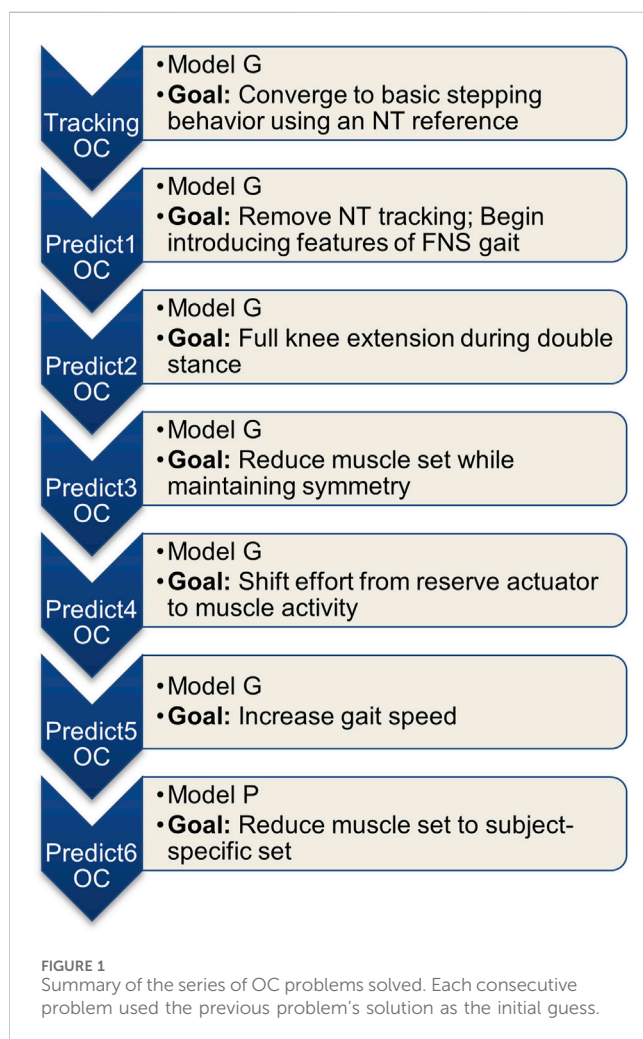 Tracking
OC
•Model G
•Goal: Converge to basic stepping
behavior using an NT reference
Predict1
OC
•Model G
•Goal: Remove NT tracking; Begin
introducing features of FNS gait
Predict2
OC
•Model G
•Goal: Full knee extension during double
stance
Predict3
OC
•Model G
•Goal: Reduce muscle set while
maintaining symmetry
Predict4
OC
•Model G
•Goal: Shift effort from reserve actuator
to muscle activity
Predict5
OC
•Model G
•Goal: Increase gait speed
Predict6
OC
•Model P
•Goal: Reduce muscle set to subject-
specific set
FIGURE 1
Summary of the series of OC problems solved. Each consecutive
problem used the previous problem’s solution as the initial guess.